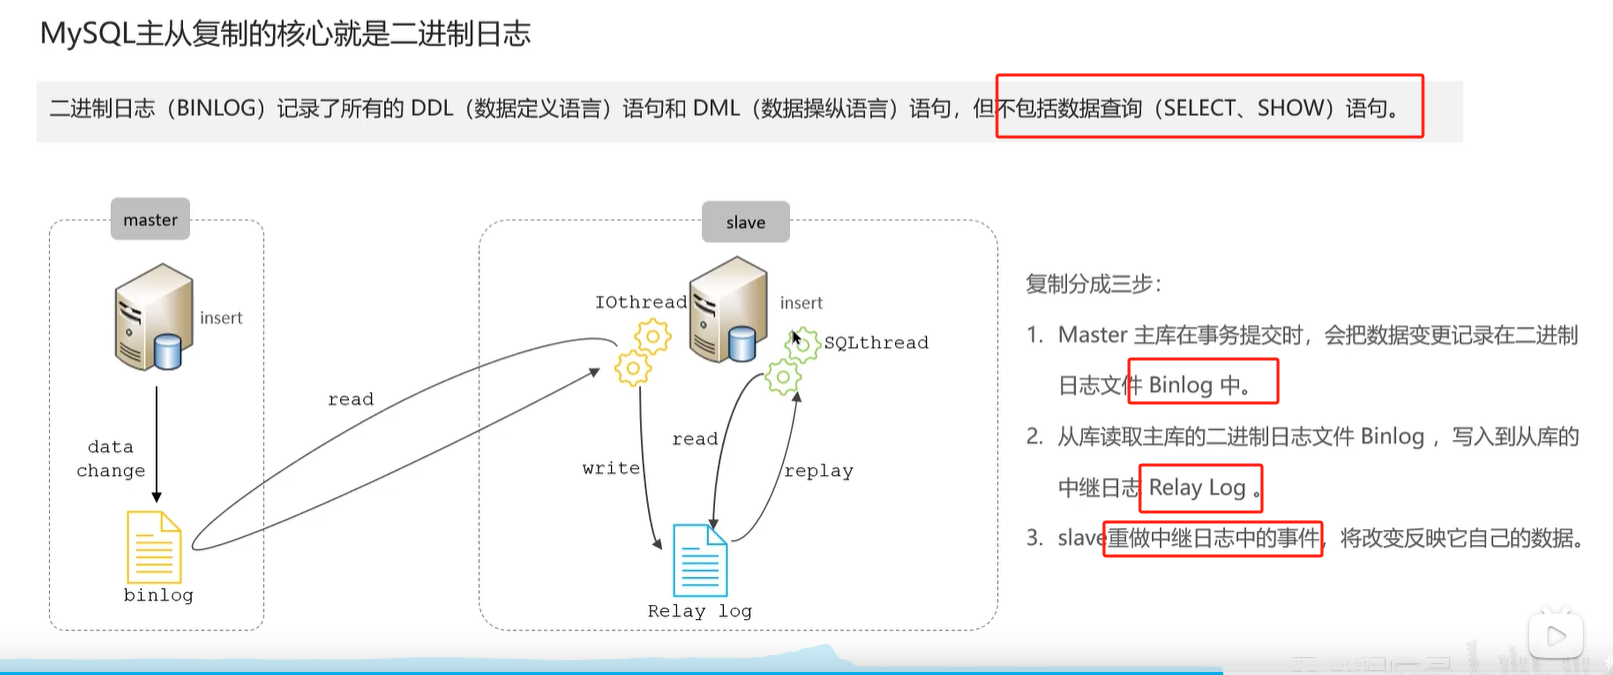 MySQL主从复制的核心就是二进制日志
二进制日志（BINLOG）记录了所有的 DDL（数据定义语言）语句和 DML（数据操纵语言）语句，但不包括数据查询（SELECT、SHOW）语句。
master
insert
data
change
binlog
read
slave
IOthread
insert
SQLthread
read
write
replay
Relay log
复制分成三步：
1. Master 主库在事务提交时，会把数据变更记录在二进制
日志文件 Binlog 中。
2. 从库读取主库的二进制日志文件 Binlog ，写入到从库的
中继日志 Relay Log 。
3. slave重做中继日志中的事件，将改变反映它自己的数据。